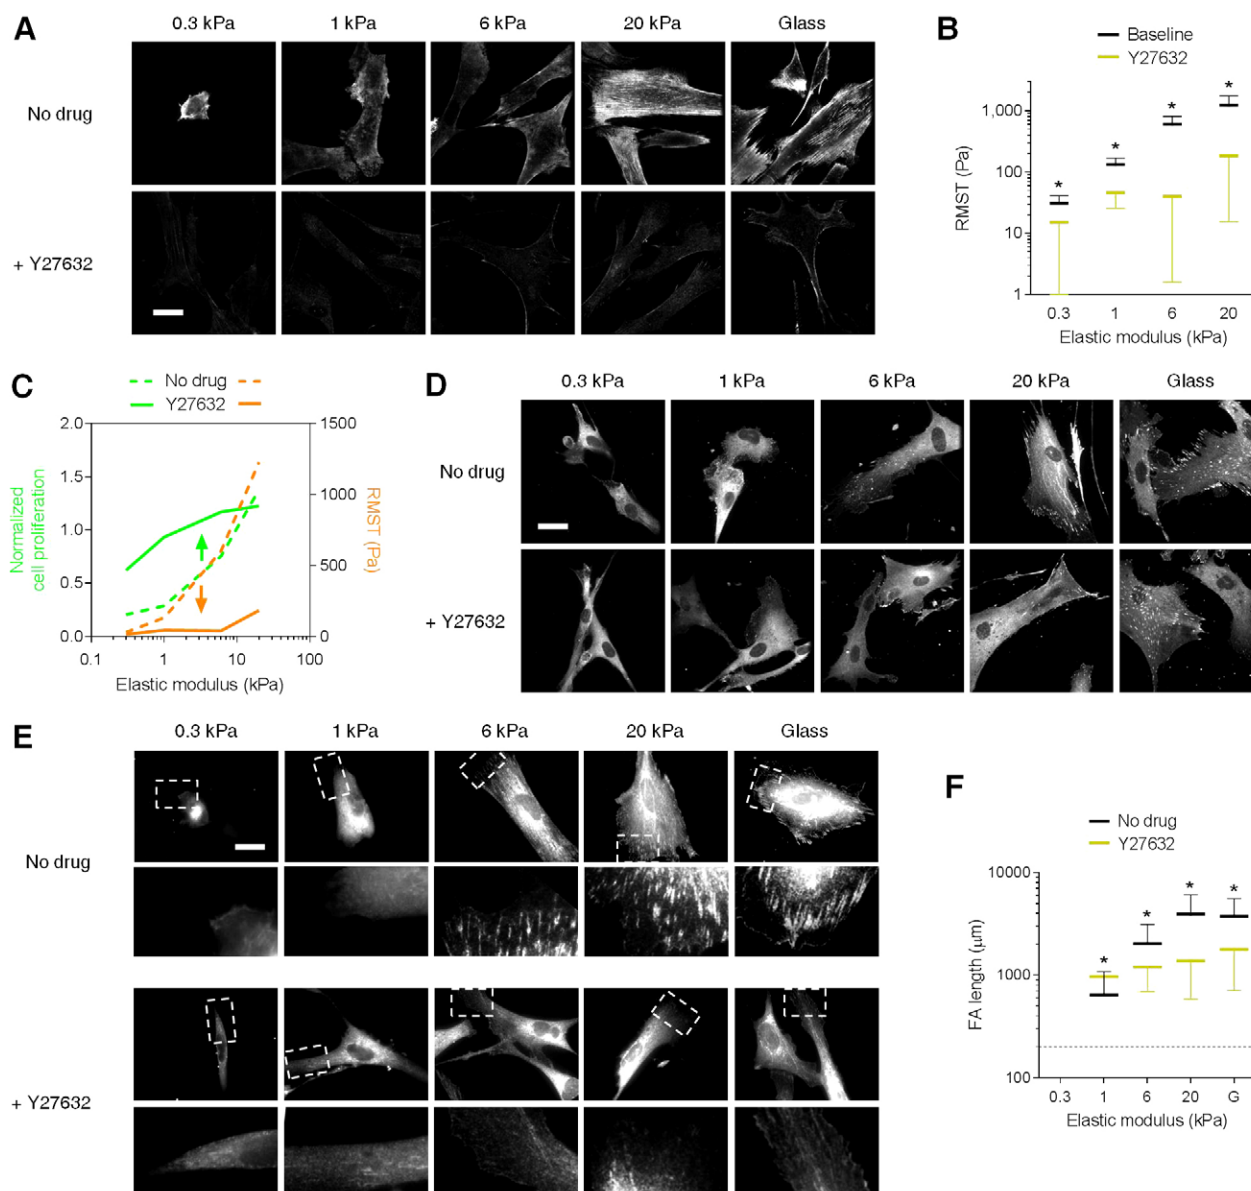 A
0.3 kPa
1 kPa
6 kPa
20 kPa
Glass
No drug
+ Y27632
B
Baseline
Y27632
RMST (Pa)
1,000
100
10
1
0.3
1
6
20
Elastic modulus (kPa)
*
*
*
*
C
No drug
Y27632
Normalized
cell proliferation
2.0
1.5
1.0
0.5
0.0
1500
1000
500
0
RMST
(Pa)
0.1
1
10
100
Elastic modulus (kPa)
D
0.3 kPa
1 kPa
6 kPa
20 kPa
Glass
No drug
+ Y27632
E
0.3 kPa
1 kPa
6 kPa
20 kPa
Glass
No drug
+ Y27632
F
No drug
Y27632
FA length (μm)
10000
1000
100
*
*
*
*
0.3
1
6
20
G
Elastic modulus (kPa)